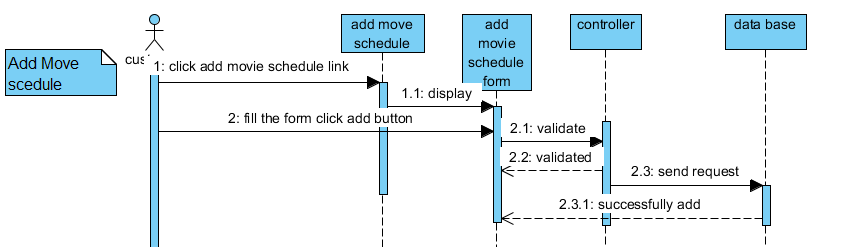 Add Move
scedule
add move
schedule
add
movie
schedule
form
controller
data base
1: click add movie schedule link
1.1: display
2: fill the form click add button
2.1: validate
2.2: validated
2.3: send request
2.3.1: successfully add